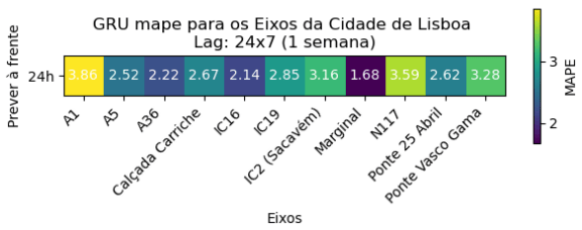 GRU mape para os Eixos da Cidade de Lisboa
Lag: 24x7 (1 semana)
Prever à frente
24h
3.86 2.52 2.22 2.67 2.14 2.85 3.16 1.68 3.59 2.62 3.28
A1
A5
A36
Calçada Carriche
IC16
IC19
IC2 (Sacavém)
Marginal
N117
Ponte 25 Abril
Ponte Vasco Gama
Eixos
3
2
MAPE